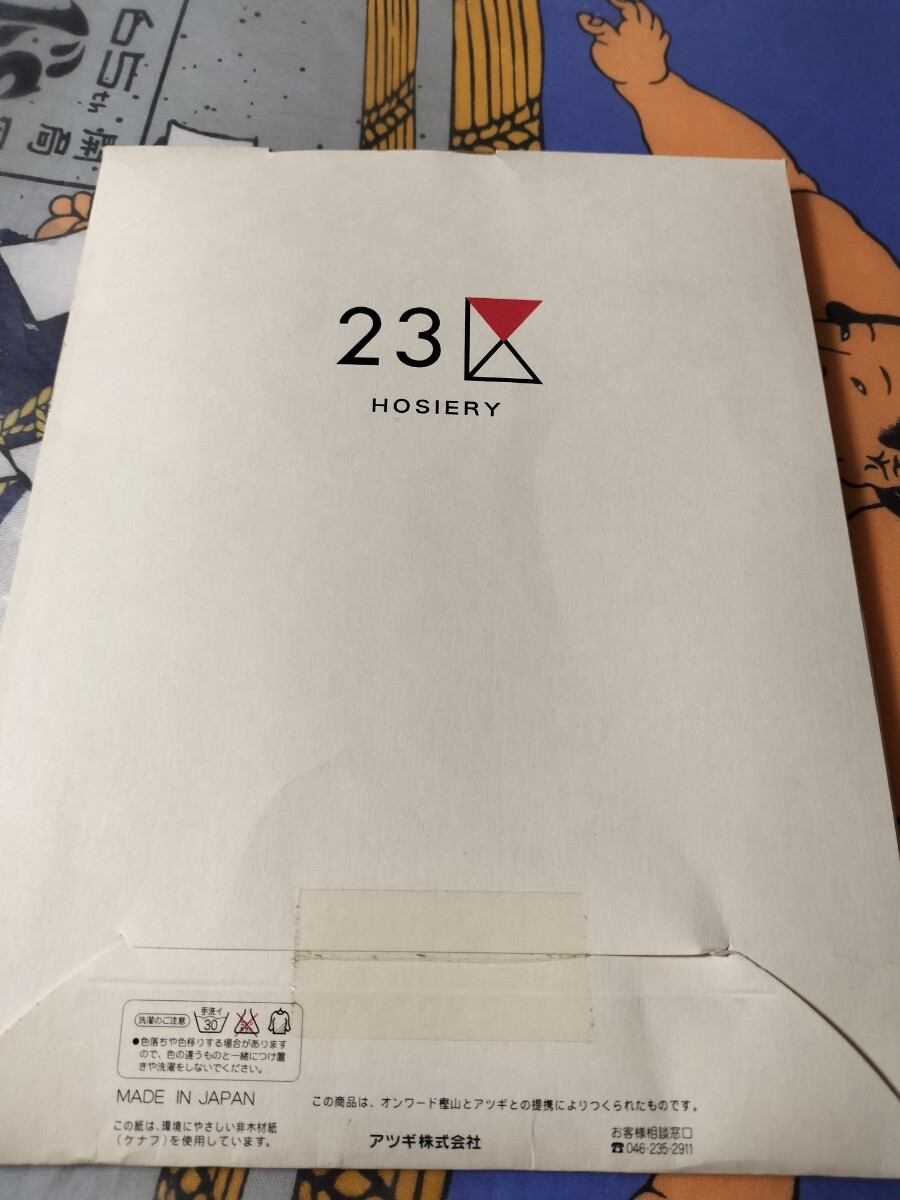 65th
23区
HOSIERY
洗濯のご注意
手洗イ
30
●色落ちや色移りする場合があります
ので、色の違うものと一緒につけ置
きや洗濯をしないでください。
MADE IN JAPAN
この紙は、環境にやさしい非木材紙
(ケナフ)を使用しています。
この商品は、オンワード樫山とアツギとの提携によりつくられたものです。
アツギ株式会社
お客様相談窓口
☎046-235-2911